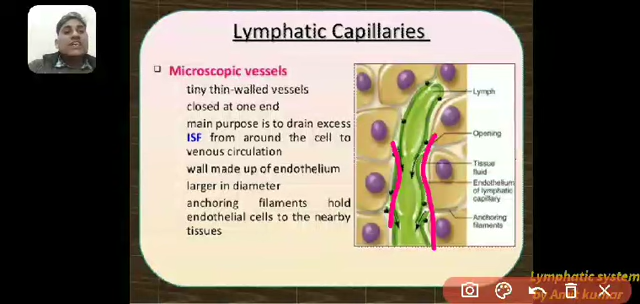 Lymphatic Capillaries
Microscopic vessels
tiny thin-walled vessels
closed at one end
main purpose is to drain excess
ISF from around the cell to
venous circulation
wall made up of endothelium
larger in diameter
anchoring filaments hold
endothelial cells to the nearby
tissues
Lymph
Opening
Tissue
fluid
Endothelium
of lymphatic
capillary
Anchoring
filaments
Lymphatic system
by